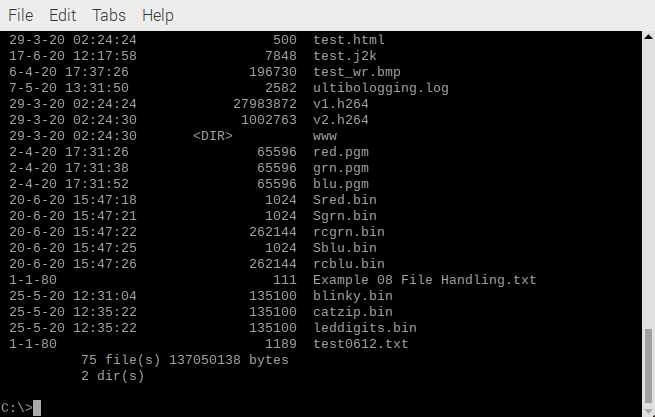 File Edit Tabs Help
29-3-20 02:24:24 500 test.html
17-6-20 12:17:58 7848 test.j2k
6-4-20 17:37:26 196730 test_wr.bmp
7-5-20 13:31:50 2582 ultibologging.log
29-3-20 02:24:24 27983872 v1.h264
29-3-20 02:24:30 1002763 v2.h264
29-3-20 02:24:30 <DIR> www
2-4-20 17:31:26 65596 red.pgm
2-4-20 17:31:38 65596 grn.pgm
2-4-20 17:31:52 65596 blu.pgm
20-6-20 15:47:18 1024 Sred.bin
20-6-20 15:47:21 1024 Sgrn.bin
20-6-20 15:47:22 262144 rcgrn.bin
20-6-20 15:47:25 1024 Sblu.bin
20-6-20 15:47:26 262144 rcblu.bin
1-1-80 111 Example 08 File Handling.txt
25-5-20 12:31:04 135100 blinky.bin
25-5-20 12:35:22 135100 catzip.bin
25-5-20 12:35:22 135100 leddigits.bin
1-1-80 1189 test0612.txt
75 file(s) 137050138 bytes
2 dir(s)
C:\>